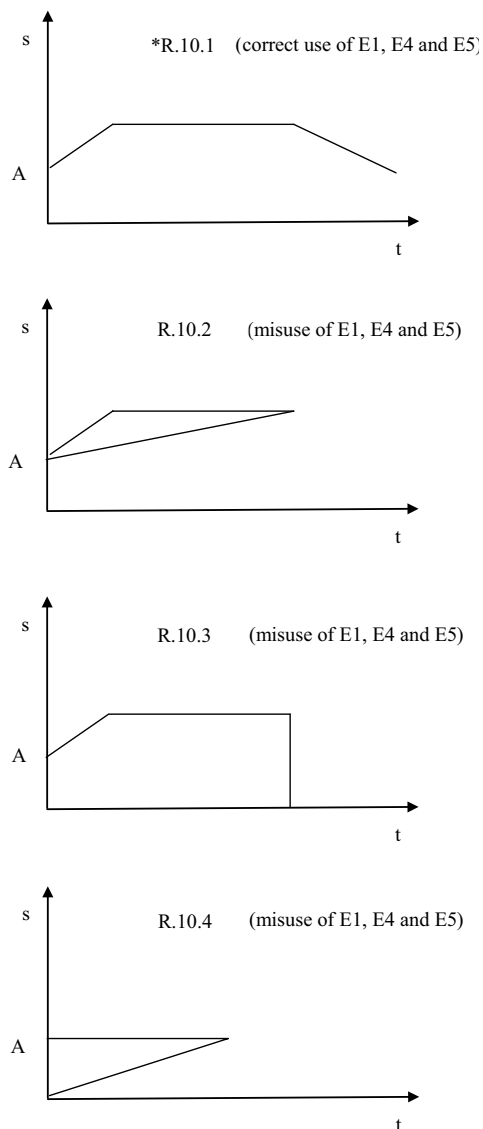 s
*R.10.1 (correct use of E1, E4 and E5)
A
t
s
R.10.2 (misuse of E1, E4 and E5)
A
t
s
R.10.3 (misuse of E1, E4 and E5)
A
t
s
R.10.4 (misuse of E1, E4 and E5)
A
t